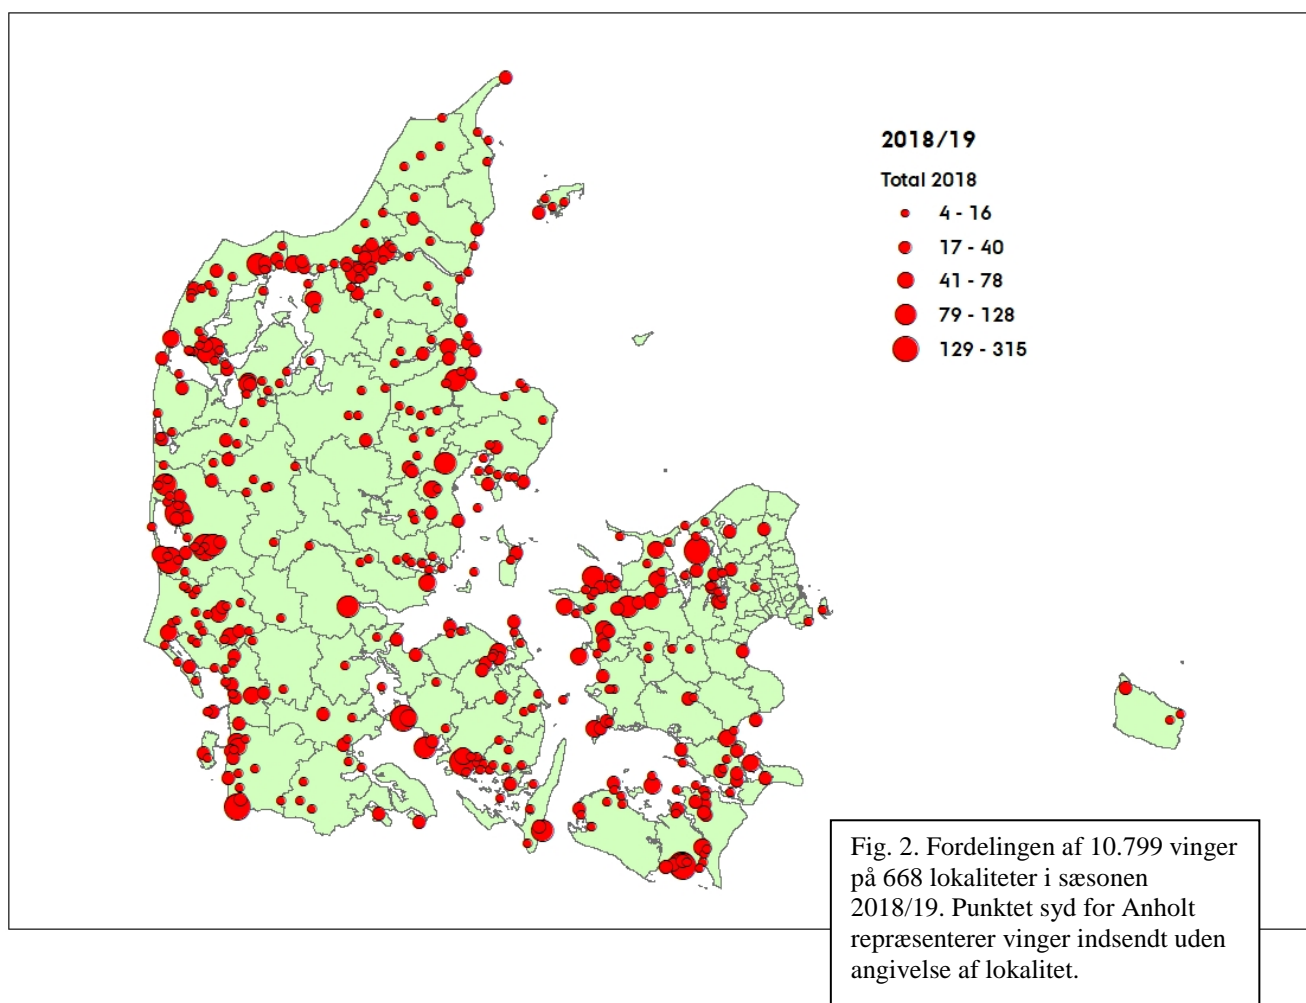 2018/19
Total 2018
4 - 16
17 - 40
41 - 78
79 - 128
129 - 315
Fig. 2. Fordelingen af 10.799 vinger
på 668 lokaliteter i sæsonen
2018/19. Punktet syd for Anholt
repræsenterer vinger indsendt uden
angivelse af lokalitet.